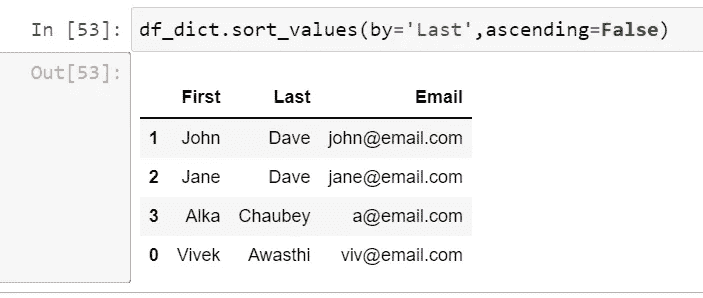 In [53]: df_dict.sort_values(by='Last',ascending=False)
Out[53]:
First Last Email
1 John Dave john@email.com
2 Jane Dave jane@email.com
3 Alka Chaubey a@email.com
0 Vivek Awasthi viv@email.com